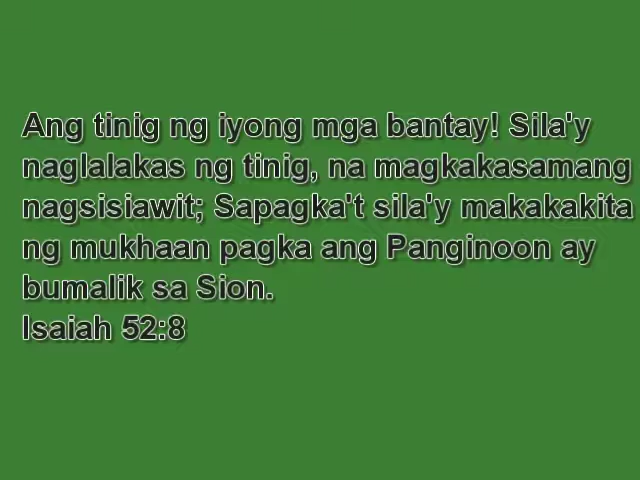 Ang tinig ng iyong mga bantay! Sila'y
naglalakas ng tinig, na magkakasamang
nagsisiawit; Sapagka't sila'y makakakita
ng mukhaan pagka ang Panginoon ay
bumalik sa Sion.
Isaiah 52:8